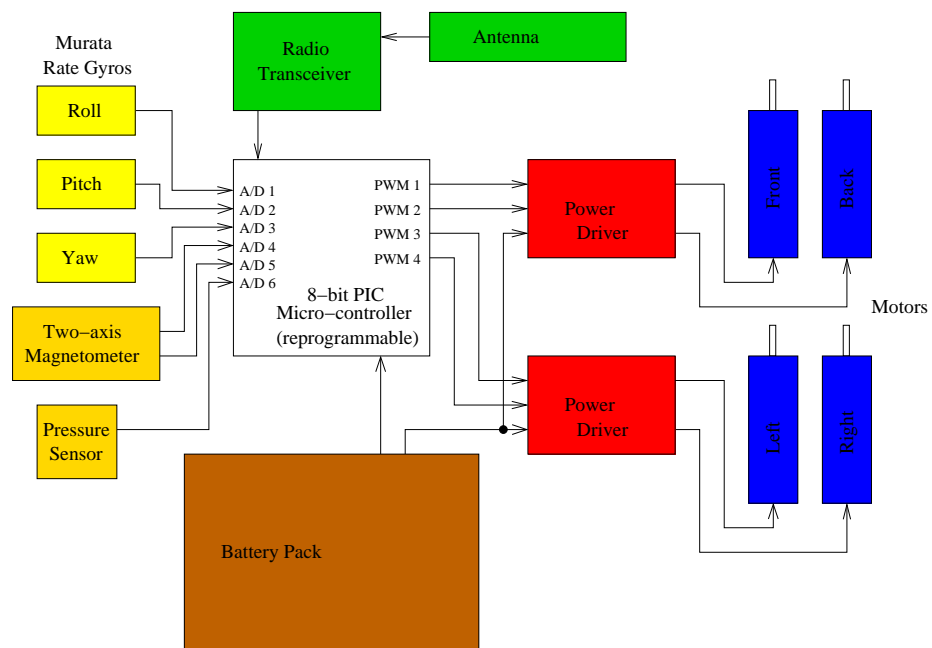 Murata
Rate Gyros
Radio
Transceiver
Antenna
Roll
Pitch
Yaw
Two−axis
Magnetometer
Pressure
Sensor
A/D 1
A/D 2
A/D 3
A/D 4
A/D 5
A/D 6
PWM 1
PWM 2
PWM 3
PWM 4
8−bit PIC
Micro−controller
(reprogrammable)
Power
Driver
Power
Driver
Front
Back
Motors
Left
Right
Battery Pack